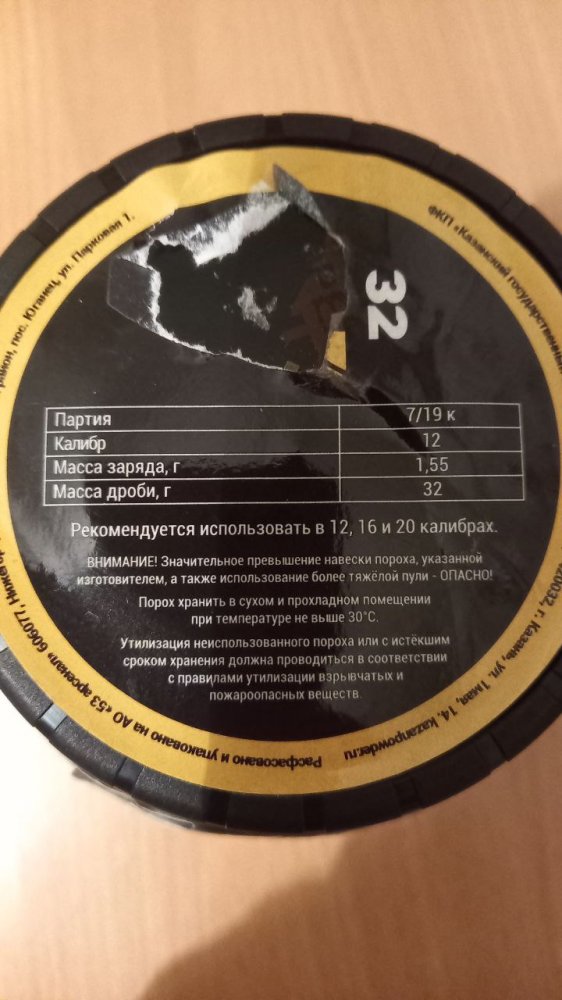 32
Партия 7/19 к
Калибр 12
Масса заряда, г 1,55
Масса дроби, г 32
Рекомендуется использовать в 12, 16 и 20 калибрах.
ВНИМАНИЕ! Значительное превышение навески пороха, указанной
изготовителем, а также использование более тяжёлой пули - ОПАСНО!
Порох хранить в сухом и прохладном помещении
при температуре не выше 30°С.
Утилизация неиспользованного пороха или с истёкшим
сроком хранения должна проводиться в соответствии
с правилами утилизации взрывчатых и
пожароопасных веществ.
ФКП «Казанский государственный
420032, г. Казань, ул. 1мая, 14, kazanpowder.ru
Расфасовано и упаковано на АО «53 арсенал» 606077,
район, пос. Юганец, ул. Парковая 1.